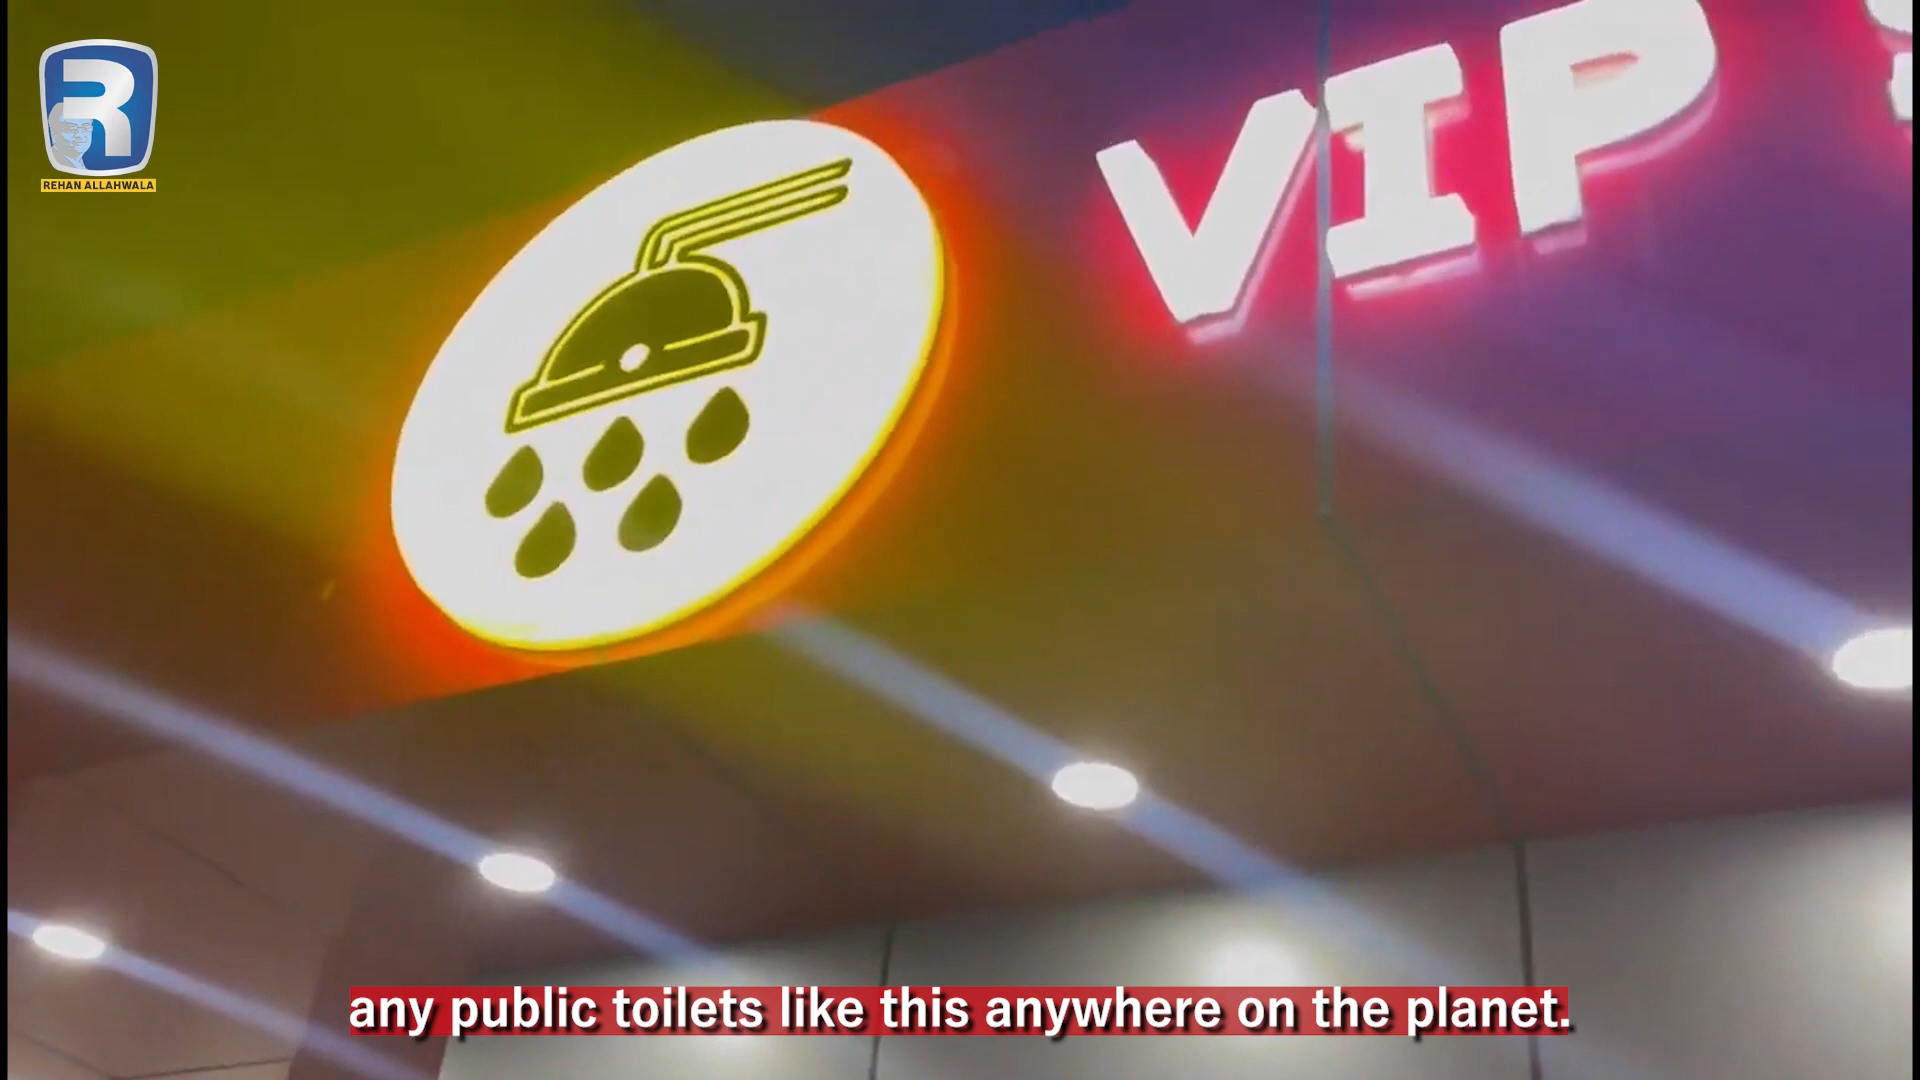 REHAN ALLAHWALA
VIP
any public toilets like this anywhere on the planet.